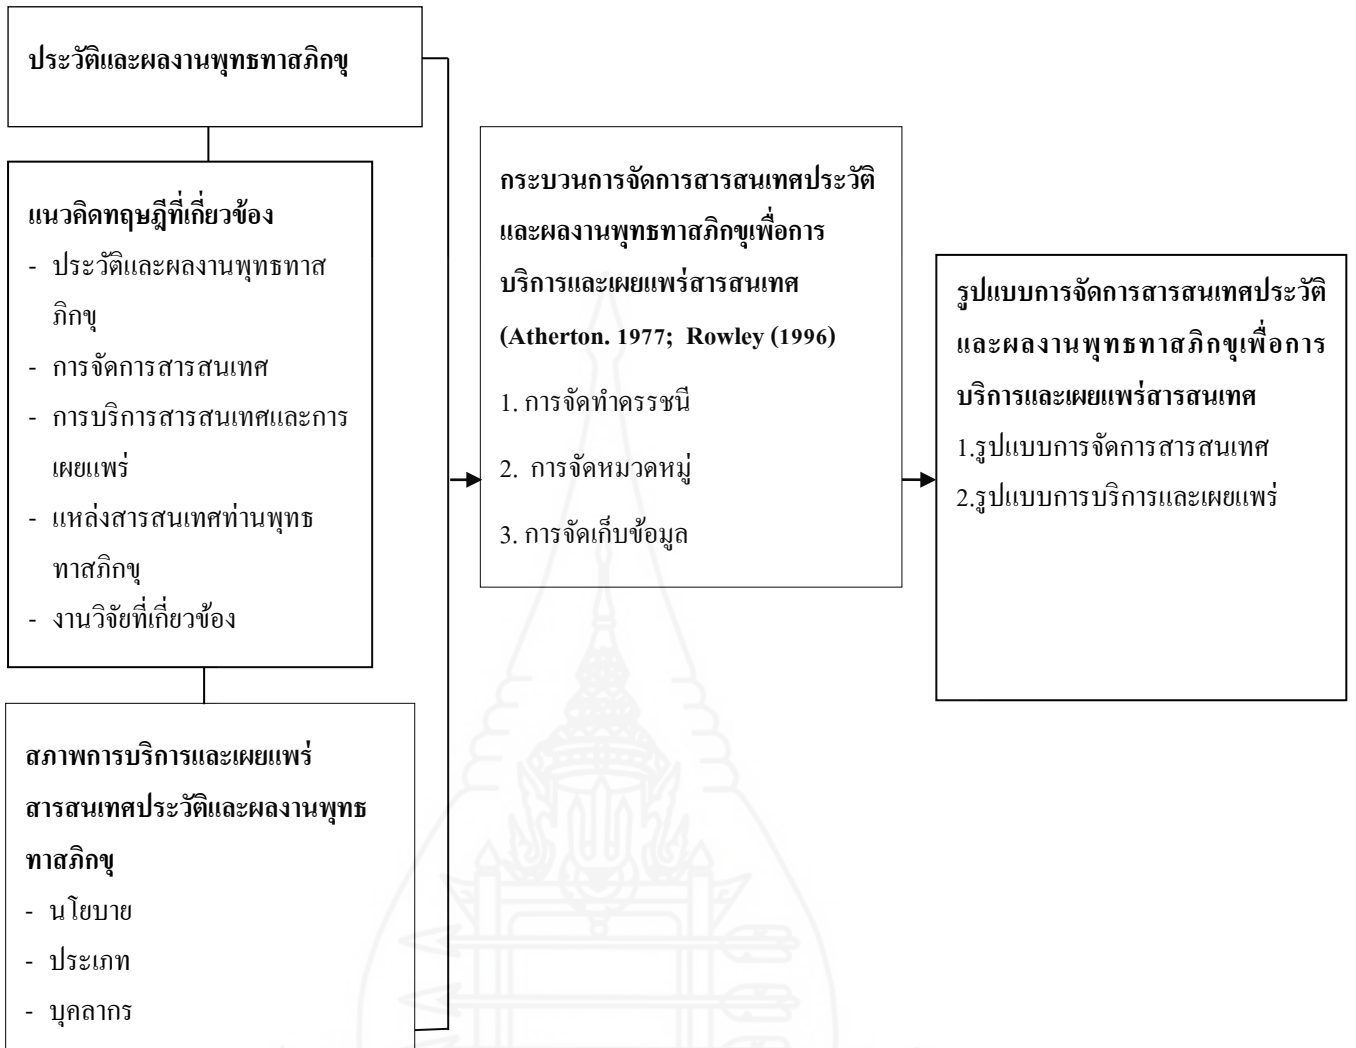 ประวัติและผลงานพุทธทาสภิกขุ
แนวคิดทฤษฎีที่เกี่ยวข้อง
- ประวัติและผลงานพุทธทาส
ภิกขุ
- การจัดการสารสนเทศ
- การบริการสารสนเทศและการ
เผยแพร่
- แหล่งสารสนเทศท่านพุทธ
ทาสภิกขุ
- งานวิจัยที่เกี่ยวข้อง
สภาพการบริการและเผยแพร่
สารสนเทศประวัติและผลงานพุทธ
ทาสภิกขุ
- นโยบาย
- ประเภท
- บุคลากร
กระบวนการจัดการสารสนเทศประวัติ
และผลงานพุทธทาสภิกขุเพื่อการ
บริการและเผยแพร่สารสนเทศ
(Atherton. 1977; Rowley (1996)
1. การจัดทำดรรชนี
2. การจัดหมวดหมู่
3. การจัดเก็บข้อมูล
รูปแบบการจัดการสารสนเทศประวัติ
และผลงานพุทธทาสภิกขุเพื่อการ
บริการและเผยแพร่สารสนเทศ
1.รูปแบบการจัดการสารสนเทศ
2.รูปแบบการบริการและเผยแพร่